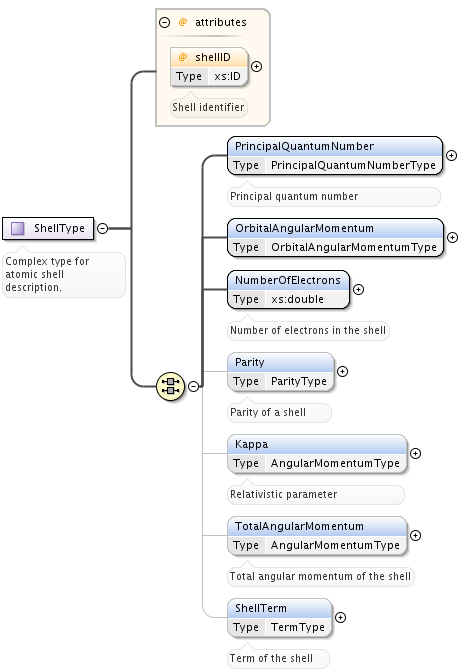 attributes
@ shellID
Type xs:ID
Shell identifier
PrincipalQuantumNumber
Type PrincipalQuantumNumberType
Principal quantum number
ShellType
Complex type for
atomic shell
description.
OrbitalAngularMomentum
Type OrbitalAngularMomentumType
NumberOfElectrons
Type xs:double
Number of electrons in the shell
Parity
Type ParityType
Parity of a shell
Kappa
Type AngularMomentumType
Relativistic parameter
TotalAngularMomentum
Type AngularMomentumType
Total angular momentum of the shell
ShellTerm
Type TermType
Term of the shell